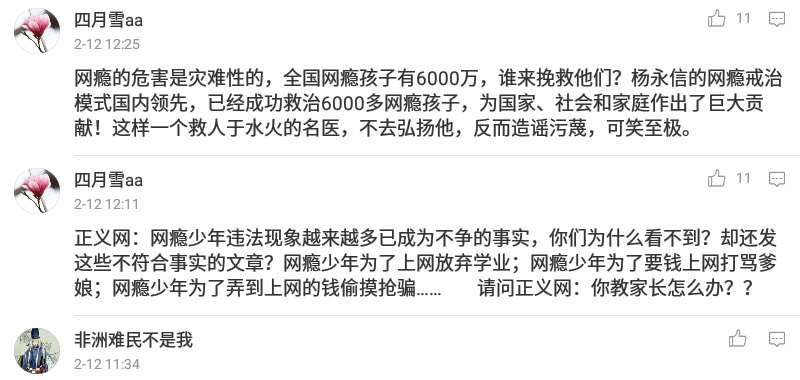 四月雪aa
11
2-12 12:25
网瘾的危害是灾难性的，全国网瘾孩子有6000万，谁来挽救他们？杨永信的网瘾戒治
模式国内领先，已经成功救治6000多网瘾孩子，为国家、社会和家庭作出了巨大贡
献！这样一个救人于水火的名医，不去弘扬他，反而造谣污蔑，可笑至极。
四月雪aa
11
2-12 12:11
正义网：网瘾少年违法现象越来越多已成为不争的事实，你们为什么看不到？却还发
这些不符合事实的文章？网瘾少年为了上网放弃学业；网瘾少年为了要钱上网打骂爹
娘；网瘾少年为了弄到上网的钱偷摸抢骗......　　请问正义网：你教家长怎么办？？
非洲难民不是我
2-12 11:34